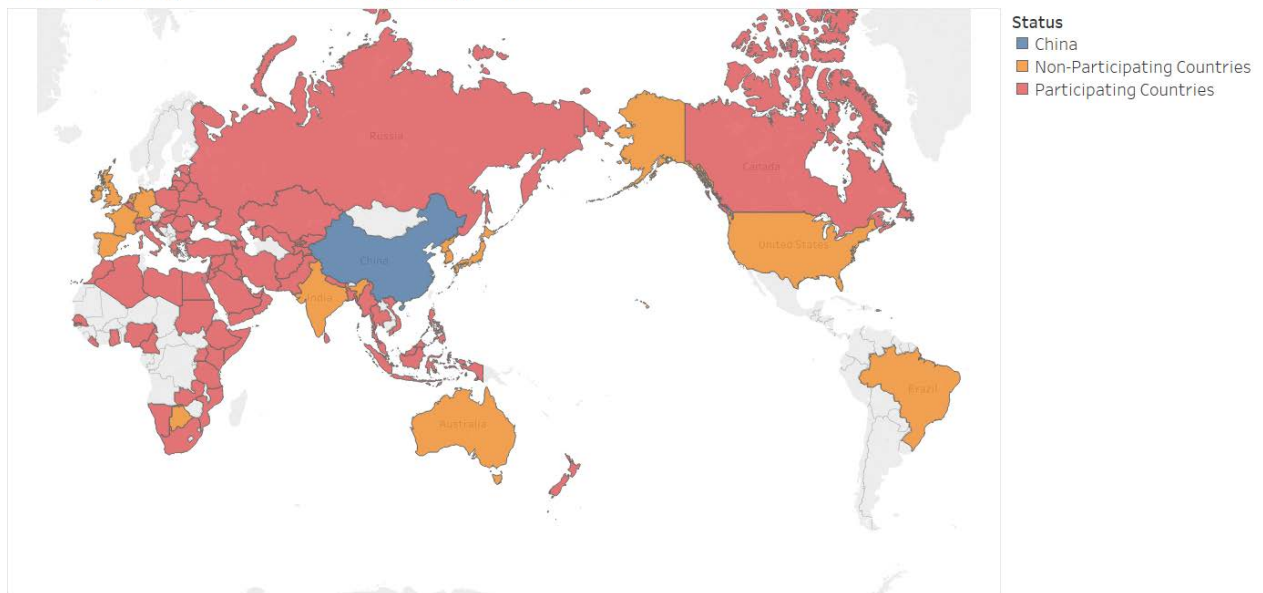 Status
China
Non-Participating Countries
Participating Countries
Russia
Canada
United States
China
India
Brazil
Australia